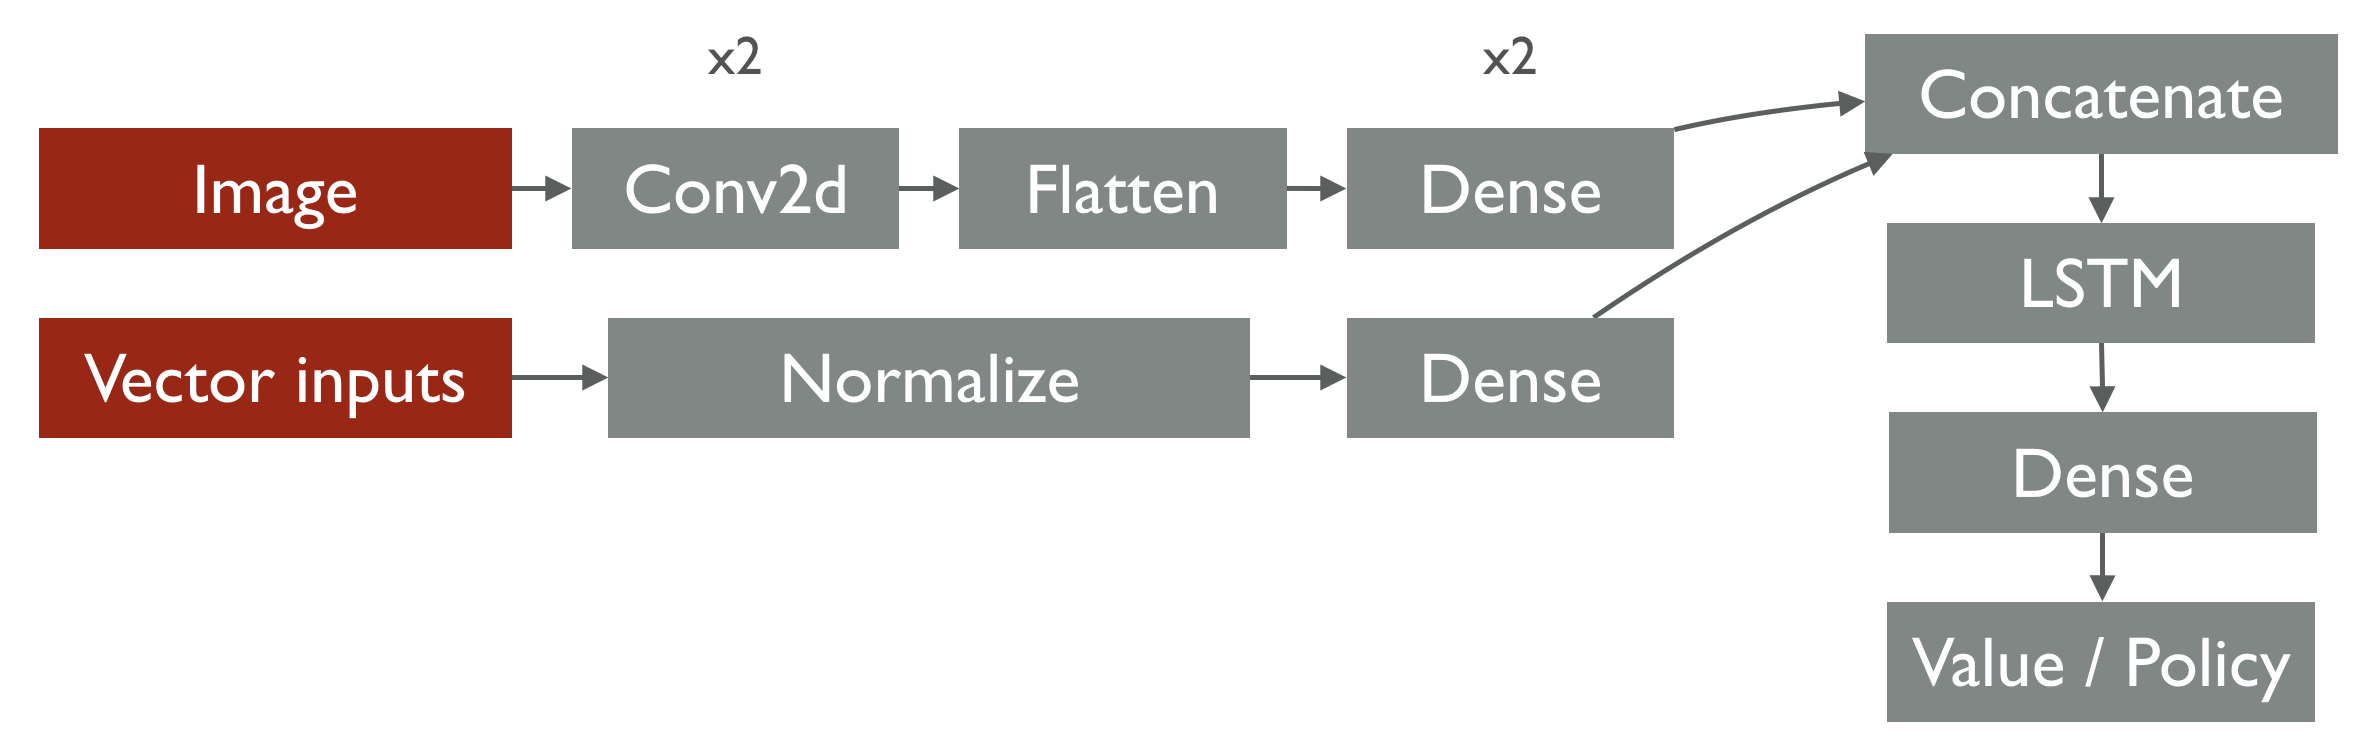 x2
x2
Concatenate
Image
Conv2d
Flatten
Dense
LSTM
Vector inputs
Normalize
Dense
Dense
Value / Policy